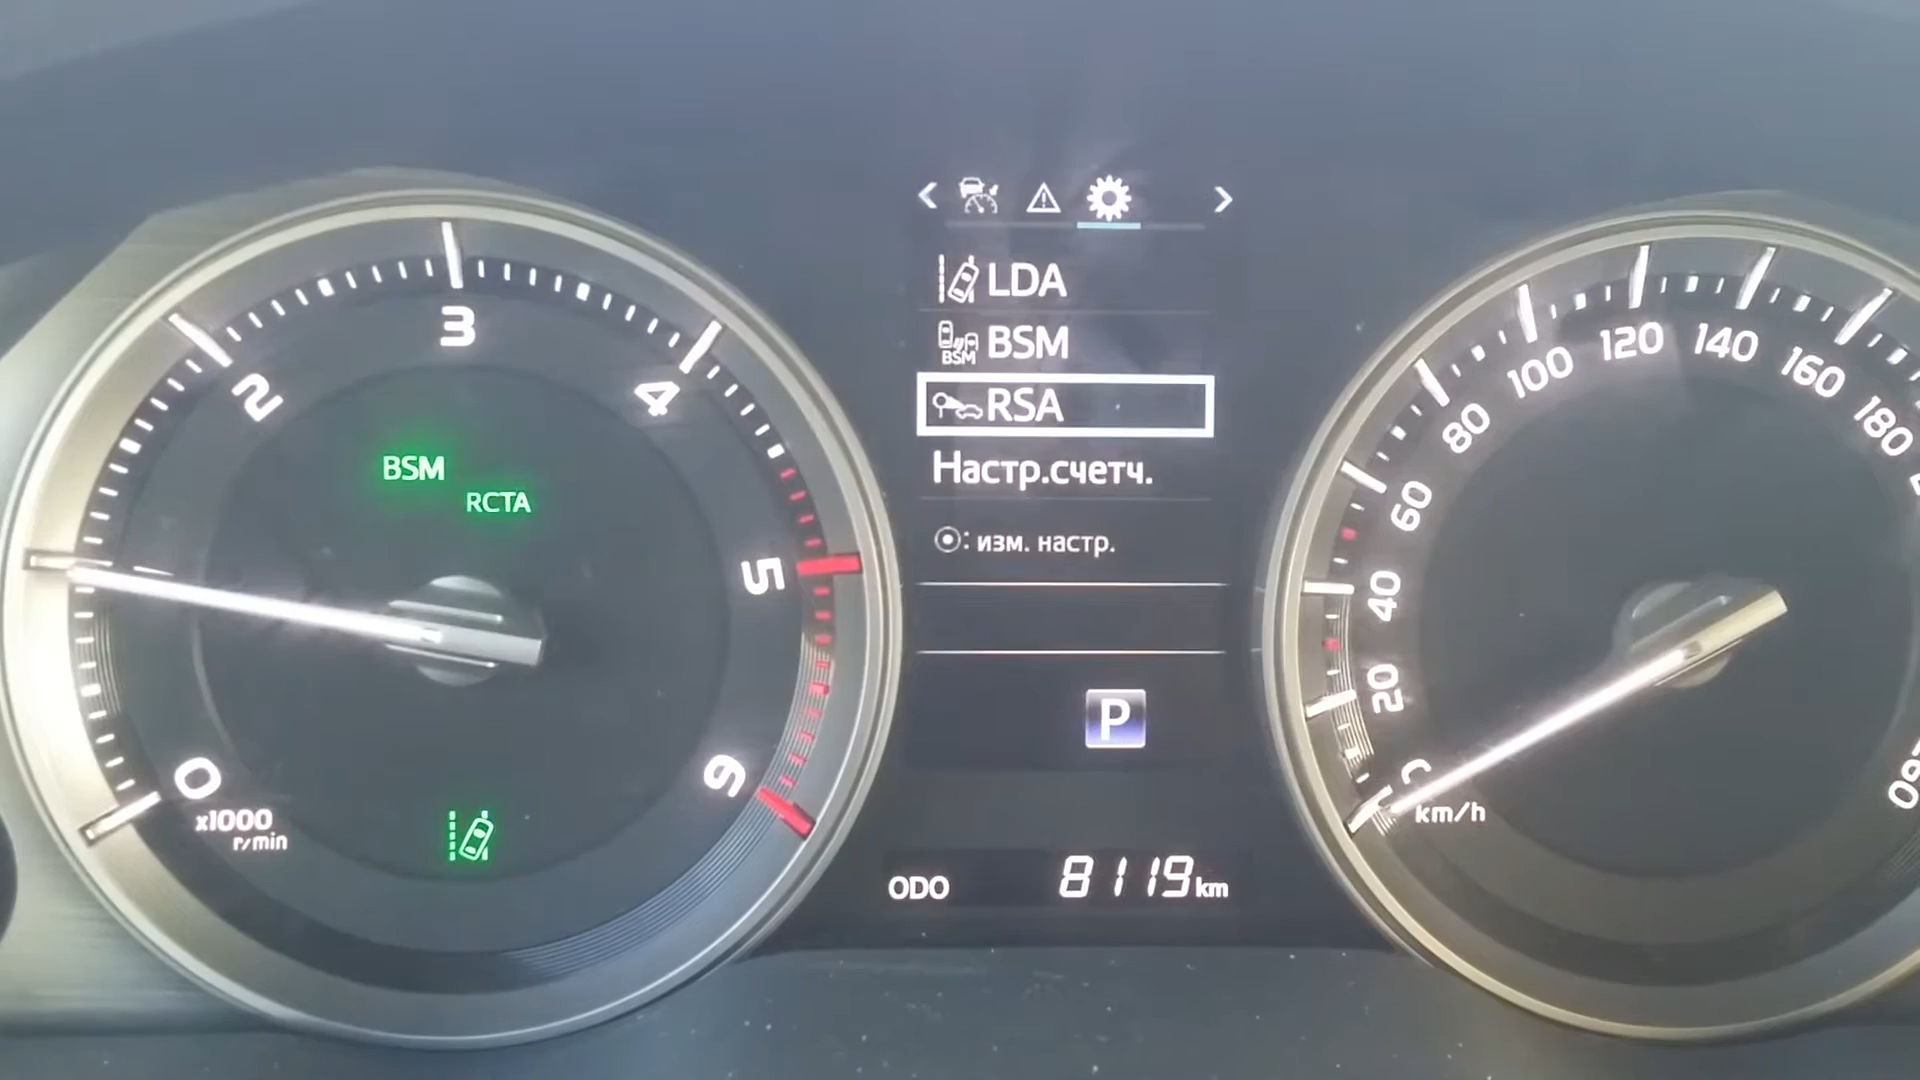 LDA
BSM
BSM
RSA
Настр.счетч.
: изм. настр.
P
ODO 8119 km
0
2
3
4
5
6
x1000
r/min
BSM
RCTA
20
40
60
80
100
120
140
160
180
km/h